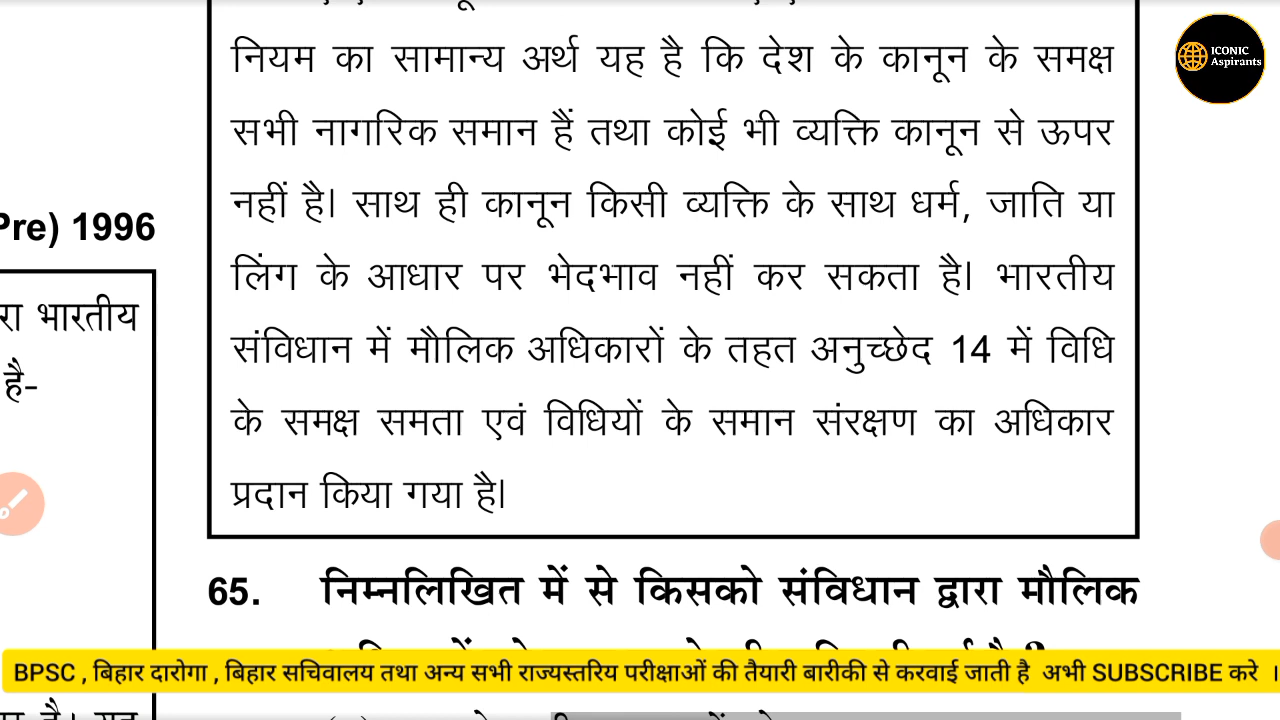 ICONIC
Aspirants
Pre) 1996
रा भारतीय
है-
नियम का सामान्य अर्थ यह है कि देश के कानून के समक्ष
सभी नागरिक समान हैं तथा कोई भी व्यक्ति कानून से ऊपर
नहीं है। साथ ही कानून किसी व्यक्ति के साथ धर्म, जाति या
लिंग के आधार पर भेदभाव नहीं कर सकता है। भारतीय
संविधान में मौलिक अधिकारों के तहत अनुच्छेद 14 में विधि
के समक्ष समता एवं विधियों के समान संरक्षण का अधिकार
प्रदान किया गया है।
65. निम्नलिखित में से किसको संविधान द्वारा मौलिक
BPSC , बिहार दारोगा , बिहार सचिवालय तथा अन्य सभी राज्यस्तरिय परीक्षाओं की तैयारी बारीकी से करवाई जाती है अभी SUBSCRIBE करे ।